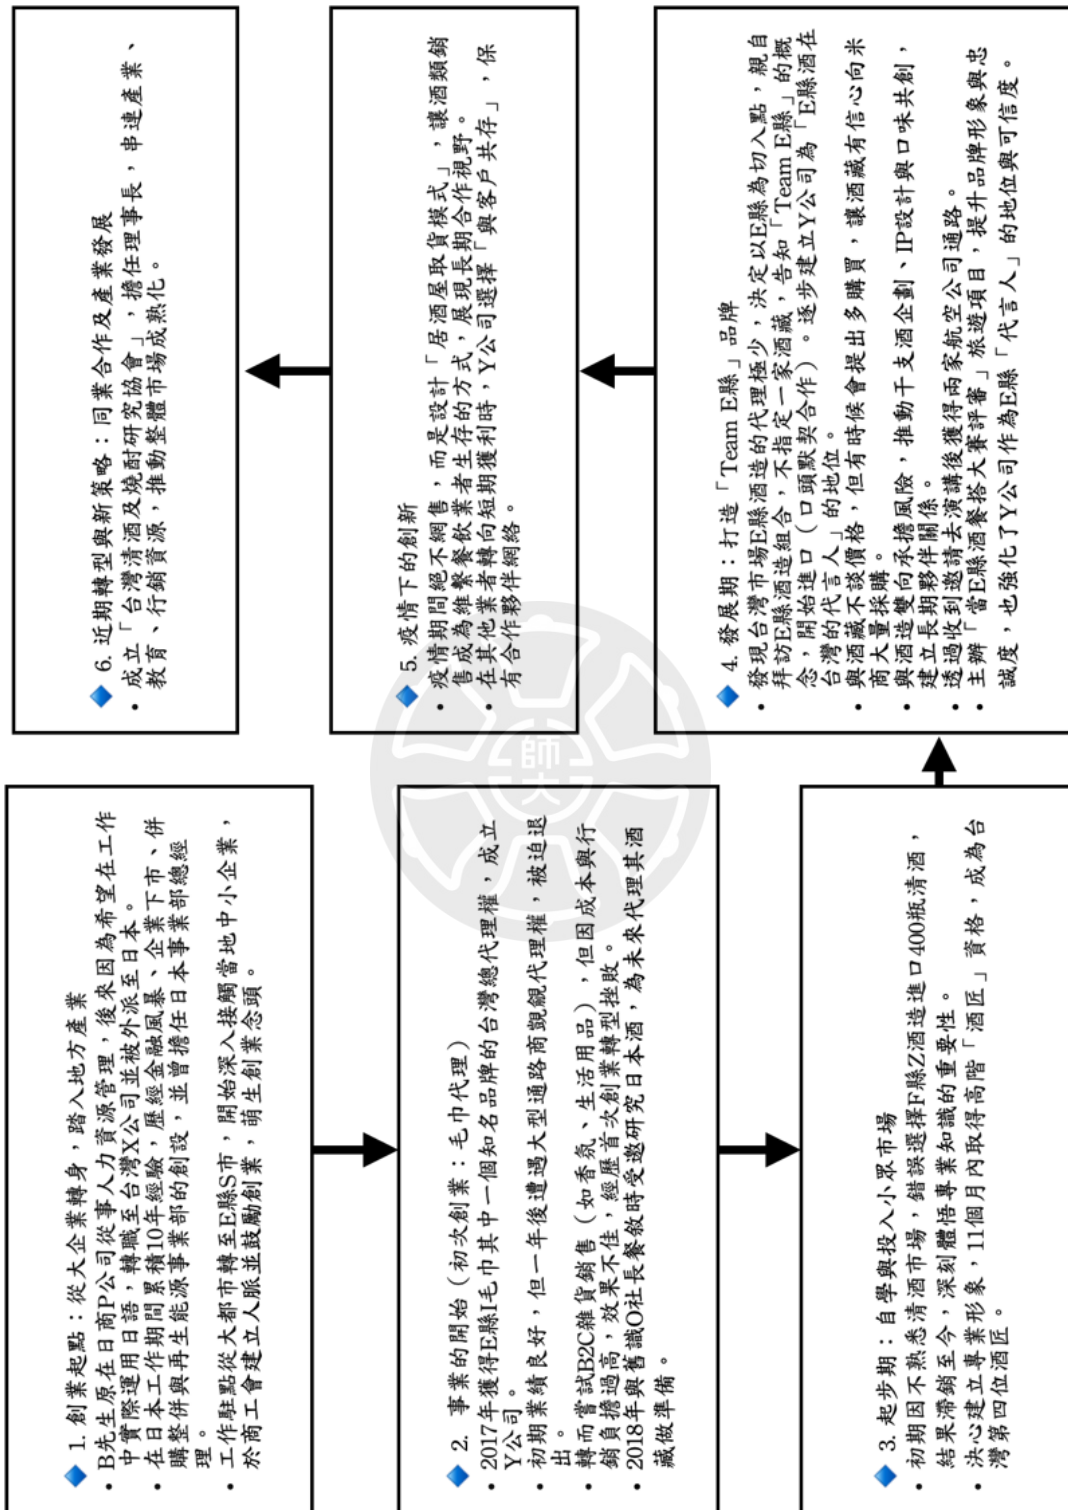 1. 創業起點：從大企業轉身，踏入地方產業
• B先生原在日商P公司從事人力資源管理，後來因為希望在工作
中實際運用日語，轉職至台灣X公司並被外派至日本。
• 在日本工作期間累積10年經驗，歷經金融風暴、企業下市、併
購整併與再生能源事業部的創設，並曾擔任日本事業部總經
理。
• 工作駐點從大都市轉至E縣S市，開始深入接觸當地中小企業，
於商工會建立人脈並鼓勵創業，萌生創業念頭。
2. 事業的開始（初次創業：毛巾代理）
• 2017年獲得E縣I毛巾其中一個知名品牌的台灣總代理權，成立
Y公司。
• 初期業績良好，但一年後遭遇大型通路商覬覦代理權，被迫退
出。
• 轉而嘗試B2C雜貨銷售（如香氛、生活用品），但因成本與行
銷負擔過高，效果不佳，經歷首次創業轉型挫敗。
• 2018年與舊識O社長餐敘時受邀研究日本酒，為未來代理其酒
藏做準備。
3. 起步期：自學與投入小眾市場
• 初期因不熟悉清酒市場，錯誤選擇F縣Z酒造進口400瓶清酒，
結果滯銷至今，深刻體悟專業知識的重要性。
• 決心建立專業形象，11個月內取得高階「酒匠」資格，成為台
灣第四位酒匠。
4. 發展期：打造「Team E縣」品牌
• 發現台灣市場E縣酒造的代理極少，決定以E縣為切入點，親自
拜訪E縣酒造組合，不指定一家酒藏，告知「Team E縣」的概
念，開始進口（口頭默契合作）。逐步建立Y公司為「E縣酒在
台灣的代言人」的地位。
• 與酒藏不談價格，但有時候會提出多購買，讓酒藏有信心向米
商大量採購。
• 與酒造雙向承擔風險，推動干支酒企劃、IP設計與口味共創，
建立長期夥伴關係。
• 透過收到邀請去演講後獲得兩家航空公司通路。
• 主辦「當E縣酒餐搭大賽評審」旅遊項目，提升品牌形象與忠
誠度，也強化了Y公司作為E縣「代言人」的地位與可信度。
5. 疫情下的創新
• 疫情期間絕不網售，而是設計「居酒屋取貨模式」，讓酒類銷
售成為維繫餐飲業者生存的方式，展現長期合作視野。
• 在其他業者轉向短期獲利時，Y公司選擇「與客戶共存」，保
有合作夥伴網絡。
6. 近期轉型與新策略：同業合作及產業發展
• 成立「台灣清酒及燒酎研究協會」，擔任理事長，串連產業、
教育、行銷資源，推動整體市場成熟化。
師大